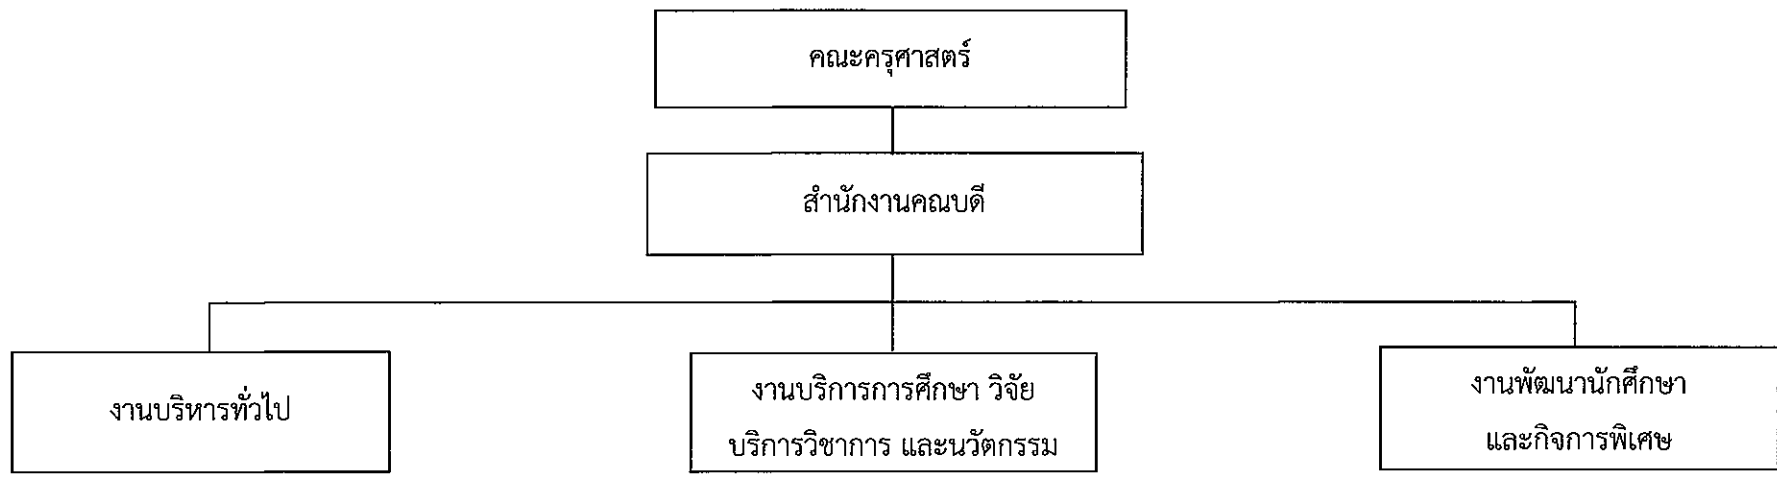 คณะครุศาสตร์
สำนักงานคณบดี
งานบริหารทั่วไป
งานบริการการศึกษา วิจัย
บริการวิชาการ และนวัตกรรม
งานพัฒนานักศึกษา
และกิจการพิเศษ